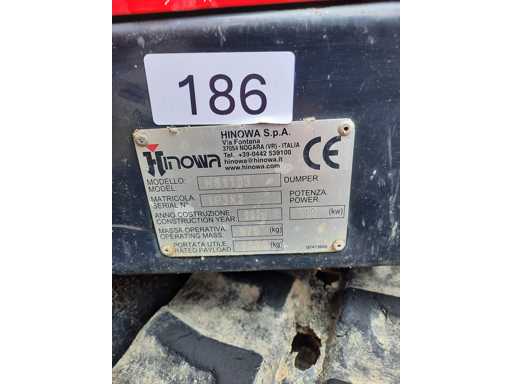 186
HINOWA S.p.A.
Via Fontana
37054 NOGARA (VR) - ITALIA
Tel. +39-0442 539100
hinowa@hinowa.it
www.hinowa.com
HINOWA
CE
MODELLO
MODEL
DUMPER
MATRICOLA
SERIAL N°
POTENZA
POWER
(kw)
ANNO COSTRUZIONE
CONSTRUCTION YEAR
MASSA OPERATIVA
OPERATING MASS
(kg)
PORTATA UTILE
RATED PAYLOAD
(kg)